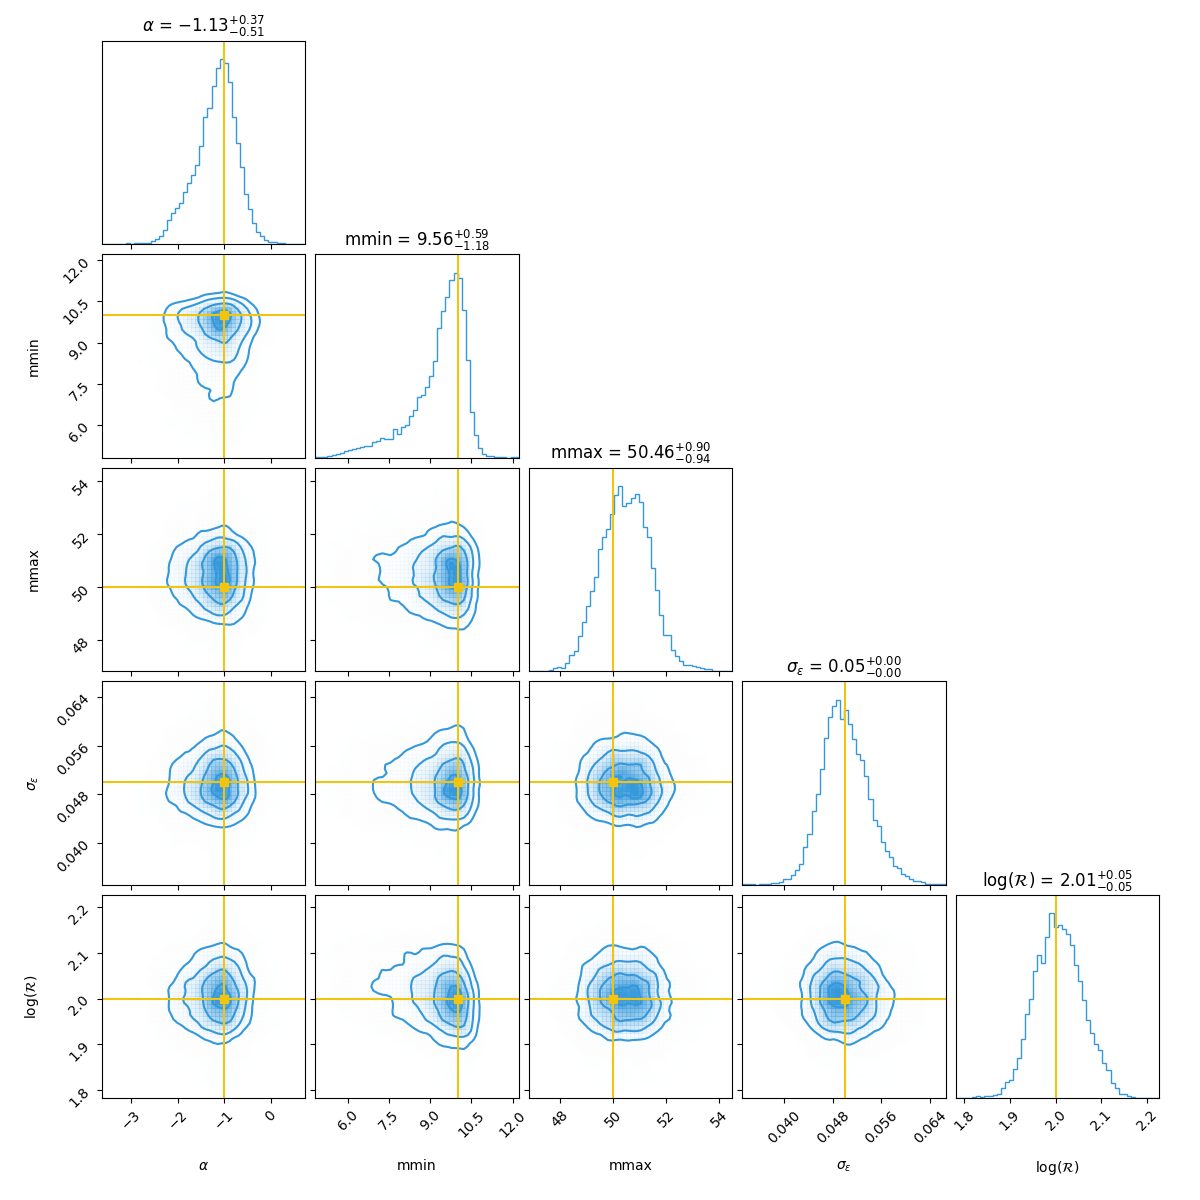 α = −1.13+0.37−0.51
mmin = 9.56+0.59−1.18
12.0
10.5
9.0
7.5
6.0
mmin
mmax = 50.46+0.90−0.94
54
52
50
48
mmax
σε = 0.05+0.00−0.00
0.064
0.056
0.048
0.040
σε
log(ℛ) = 2.01+0.05−0.05
2.2
2.1
2.0
1.9
1.8
log(ℛ)
−3 −2 −1 0
6.0 7.5 9.0 10.5 12.0
48 50 52 54
0.040 0.048 0.056 0.064
1.8 1.9 2.0 2.1 2.2
α mmin mmax σε log(ℛ)